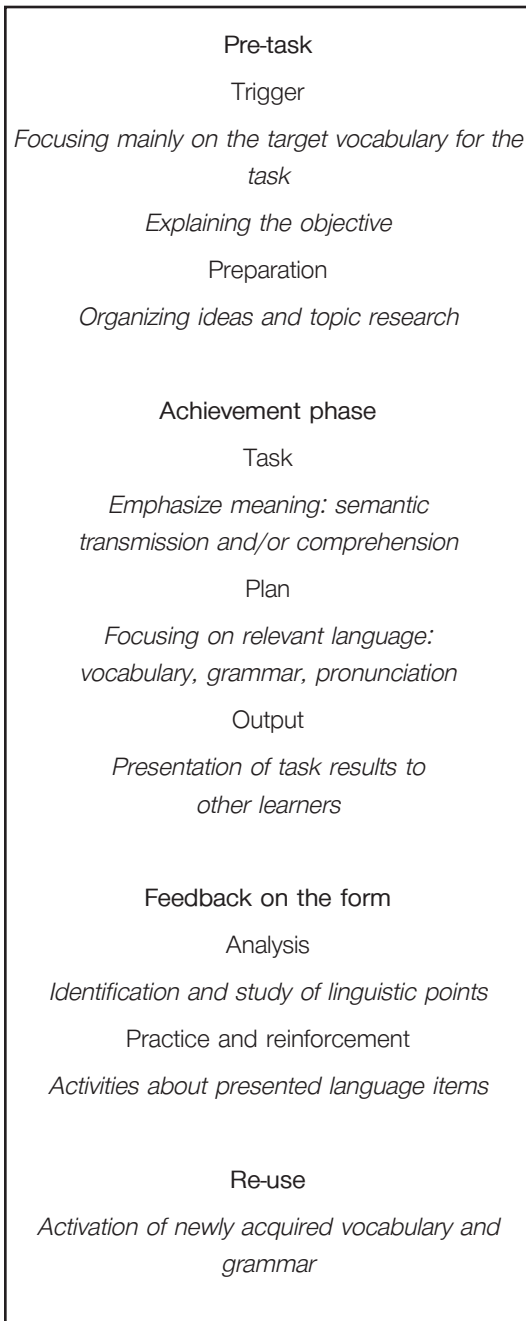 Pre-task
Trigger
Focusing mainly on the target vocabulary for the
task
Explaining the objective
Preparation
Organizing ideas and topic research
Achievement phase
Task
Emphasize meaning: semantic
transmission and/or comprehension
Plan
Focusing on relevant language:
vocabulary, grammar, pronunciation
Output
Presentation of task results to
other learners
Feedback on the form
Analysis
Identification and study of linguistic points
Practice and reinforcement
Activities about presented language items
Re-use
Activation of newly acquired vocabulary and
grammar